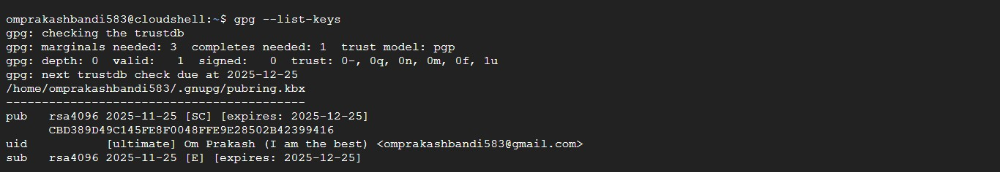 omprakashbandi583@cloudshell:~$ gpg --list-keys
gpg: checking the trustdb
gpg: marginals needed: 3  completes needed: 1  trust model: pgp
gpg: depth: 0  valid:   1  signed:   0  trust: 0-, 0q, 0n, 0m, 0f, 1u
gpg: next trustdb check due at 2025-12-25
/home/omprakashbandi583/.gnupg/pubring.kbx
------------------------------------------
pub   rsa4096 2025-11-25 [SC] [expires: 2025-12-25]
      CBD389D49C145FE8F0048FFE9E28502B42399416
uid           [ultimate] Om Prakash (I am the best) <omprakashbandi583@gmail.com>
sub   rsa4096 2025-11-25 [E] [expires: 2025-12-25]